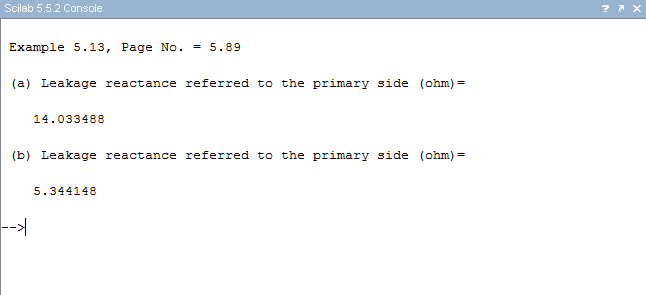 Scilab 5.5.2 Console
? ↗ ✕
Example 5.13, Page No. = 5.89
(a) Leakage reactance referred to the primary side (ohm)=
14.033488
(b) Leakage reactance referred to the primary side (ohm)=
5.344148
-->